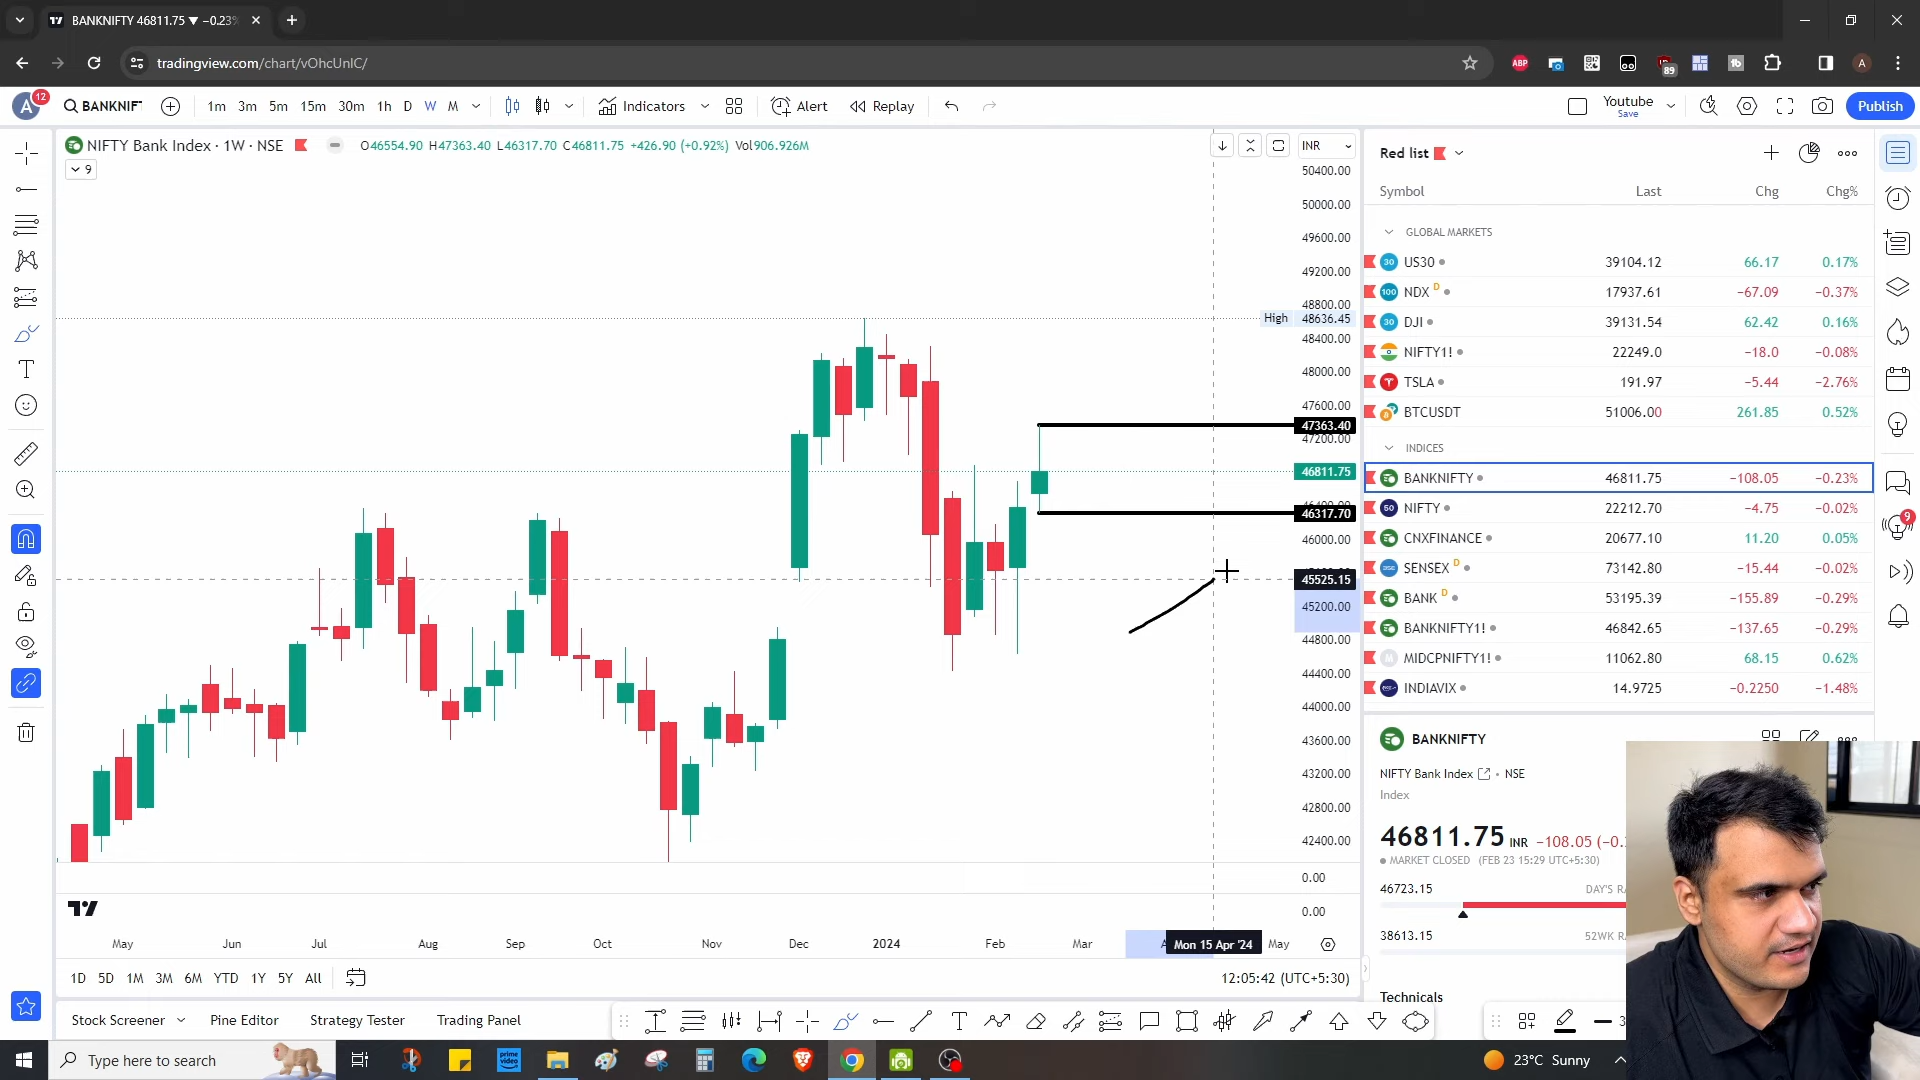 BANKNIFTY 46811.75 ▼ −0.23%
tradingview.com/chart/vOhcUnlC/
ABP
89
A
A
12
BANKNIF
1m 3m 5m 15m 30m 1h D W M
Indicators
Alert
Replay
Youtube
Save
Publish
NIFTY Bank Index · 1W · NSE
O46554.90 H47363.40 L46317.70 C46811.75 +426.90 (+0.92%) Vol906.926M
9
INR
50400.00
50000.00
49600.00
49200.00
48800.00
High 48636.45
48400.00
48000.00
47600.00
47363.40
47200.00
46811.75
46317.70
46000.00
45525.15
45200.00
44800.00
44400.00
44000.00
43600.00
43200.00
42800.00
42400.00
0.00
0.00
May Jun Jul Aug Sep Oct Nov Dec 2024 Feb Mar Mon 15 Apr '24 May
1D 5D 1M 3M 6M YTD 1Y 5Y All
12:05:42 (UTC+5:30)
Stock Screener Pine Editor Strategy Tester Trading Panel
Red list
Symbol Last Chg Chg%
GLOBAL MARKETS
US30 39104.12 66.17 0.17%
NDX D 17937.61 −67.09 −0.37%
DJI 39131.54 62.42 0.16%
NIFTY1! 22249.0 −18.0 −0.08%
TSLA 191.97 −5.44 −2.76%
BTCUSDT 51006.00 261.85 0.52%
INDICES
BANKNIFTY 46811.75 −108.05 −0.23%
NIFTY 22212.70 −4.75 −0.02%
CNXFINANCE 20677.10 11.20 0.05%
SENSEX D 73142.80 −15.44 −0.02%
BANK D 53195.39 −155.89 −0.29%
BANKNIFTY1! 46842.65 −137.65 −0.29%
MIDCPNIFTY1! 11062.80 68.15 0.62%
INDIAVIX 14.9725 −0.2250 −1.48%
9
BANKNIFTY
NIFTY Bank Index · NSE
Index
46811.75 INR −108.05 (−0.
MARKET CLOSED (FEB 23 15:29 UTC+5:30)
46723.15 DAY'S RA
38613.15 52WK RA
Technicals
Type here to search
prime video
23°C Sunny